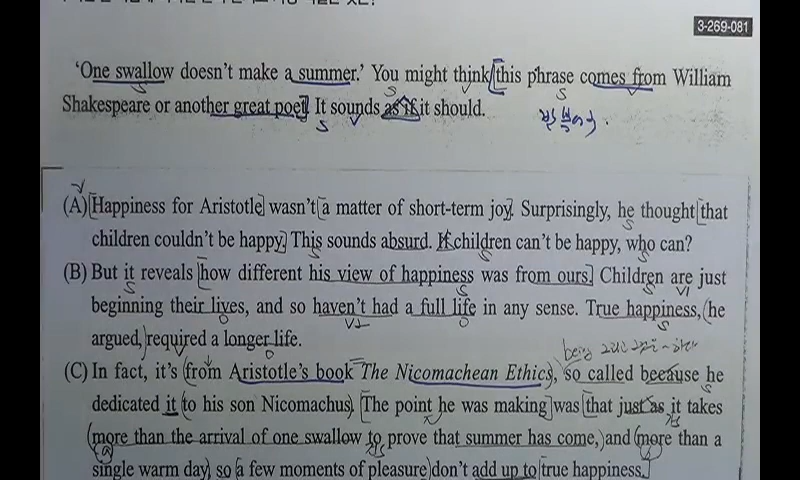 3-269-081
'One swallow doesn't make a summer.' You might think this phrase comes from William
Shakespeare or another great poet. It sounds as if it should.
(A) Happiness for Aristotle wasn't a matter of short-term joy. Surprisingly, he thought that
children couldn't be happy. This sounds absurd. If children can't be happy, who can?
(B) But it reveals how different his view of happiness was from ours. Children are just
beginning their lives, and so haven't had a full life in any sense. True happiness, he
argued, required a longer life.
being
(C) In fact, it's from Aristotle's book The Nicomachean Ethics, so called because he
dedicated it to his son Nicomachus. The point he was making was that just as it takes
more than the arrival of one swallow to prove that summer has come, and more than a
single warm day, so a few moments of pleasure don't add up to true happiness.